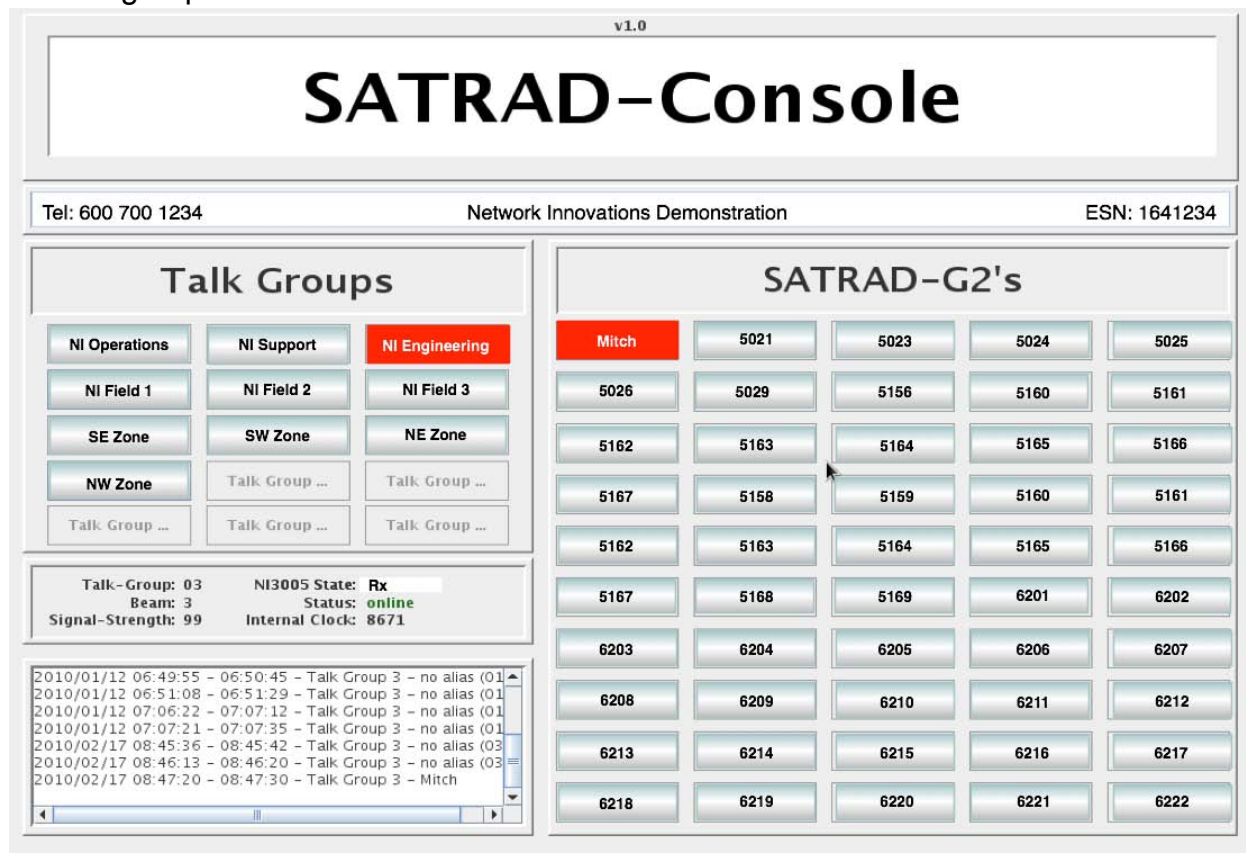 v1.0
SATRAD-Console
Tel: 600 700 1234 Network Innovations Demonstration ESN: 1641234
Talk Groups
NI Operations NI Support NI Engineering
NI Field 1 NI Field 2 NI Field 3
SE Zone SW Zone NE Zone
NW Zone Talk Group ... Talk Group ...
Talk Group ... Talk Group ... Talk Group ...
Talk-Group: 03 NI3005 State: Rx
Beam: 3 Status: online
Signal-Strength: 99 Internal Clock: 8671
2010/01/12 06:49:55 - 06:50:45 - Talk Group 3 - no alias (01
2010/01/12 06:51:08 - 06:51:29 - Talk Group 3 - no alias (01
2010/01/12 07:06:22 - 07:07:12 - Talk Group 3 - no alias (01
2010/01/12 07:07:21 - 07:07:35 - Talk Group 3 - no alias (01
2010/02/17 08:45:36 - 08:45:42 - Talk Group 3 - no alias (03
2010/02/17 08:46:13 - 08:46:20 - Talk Group 3 - no alias (03
2010/02/17 08:47:20 - 08:47:30 - Talk Group 3 - Mitch
SATRAD-G2's
Mitch 5021 5023 5024 5025
5026 5029 5156 5160 5161
5162 5163 5164 5165 5166
5167 5158 5159 5160 5161
5162 5163 5164 5165 5166
5167 5168 5169 6201 6202
6203 6204 6205 6206 6207
6208 6209 6210 6211 6212
6213 6214 6215 6216 6217
6218 6219 6220 6221 6222